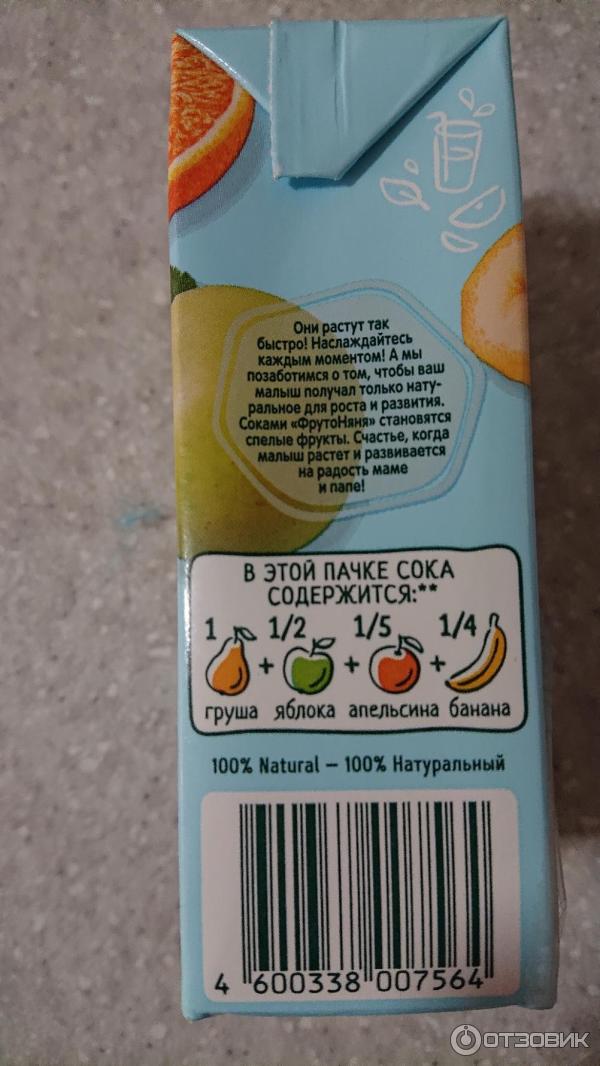 Они растут так
быстро! Наслаждайтесь
каждым моментом! А мы
позаботимся о том, чтобы ваш
малыш получал только нату-
ральное для роста и развития.
Соками «ФрутоНяня» становятся
спелые фрукты. Счастье, когда
малыш растет и развивается
на радость маме
и папе!
В ЭТОЙ ПАЧКЕ СОКА
СОДЕРЖИТСЯ:**
1 1/2 1/5 1/4
+ + +
груша яблока апельсина банана
100% Natural — 100% Натуральный
4 600338 007564
ОТЗОВИК